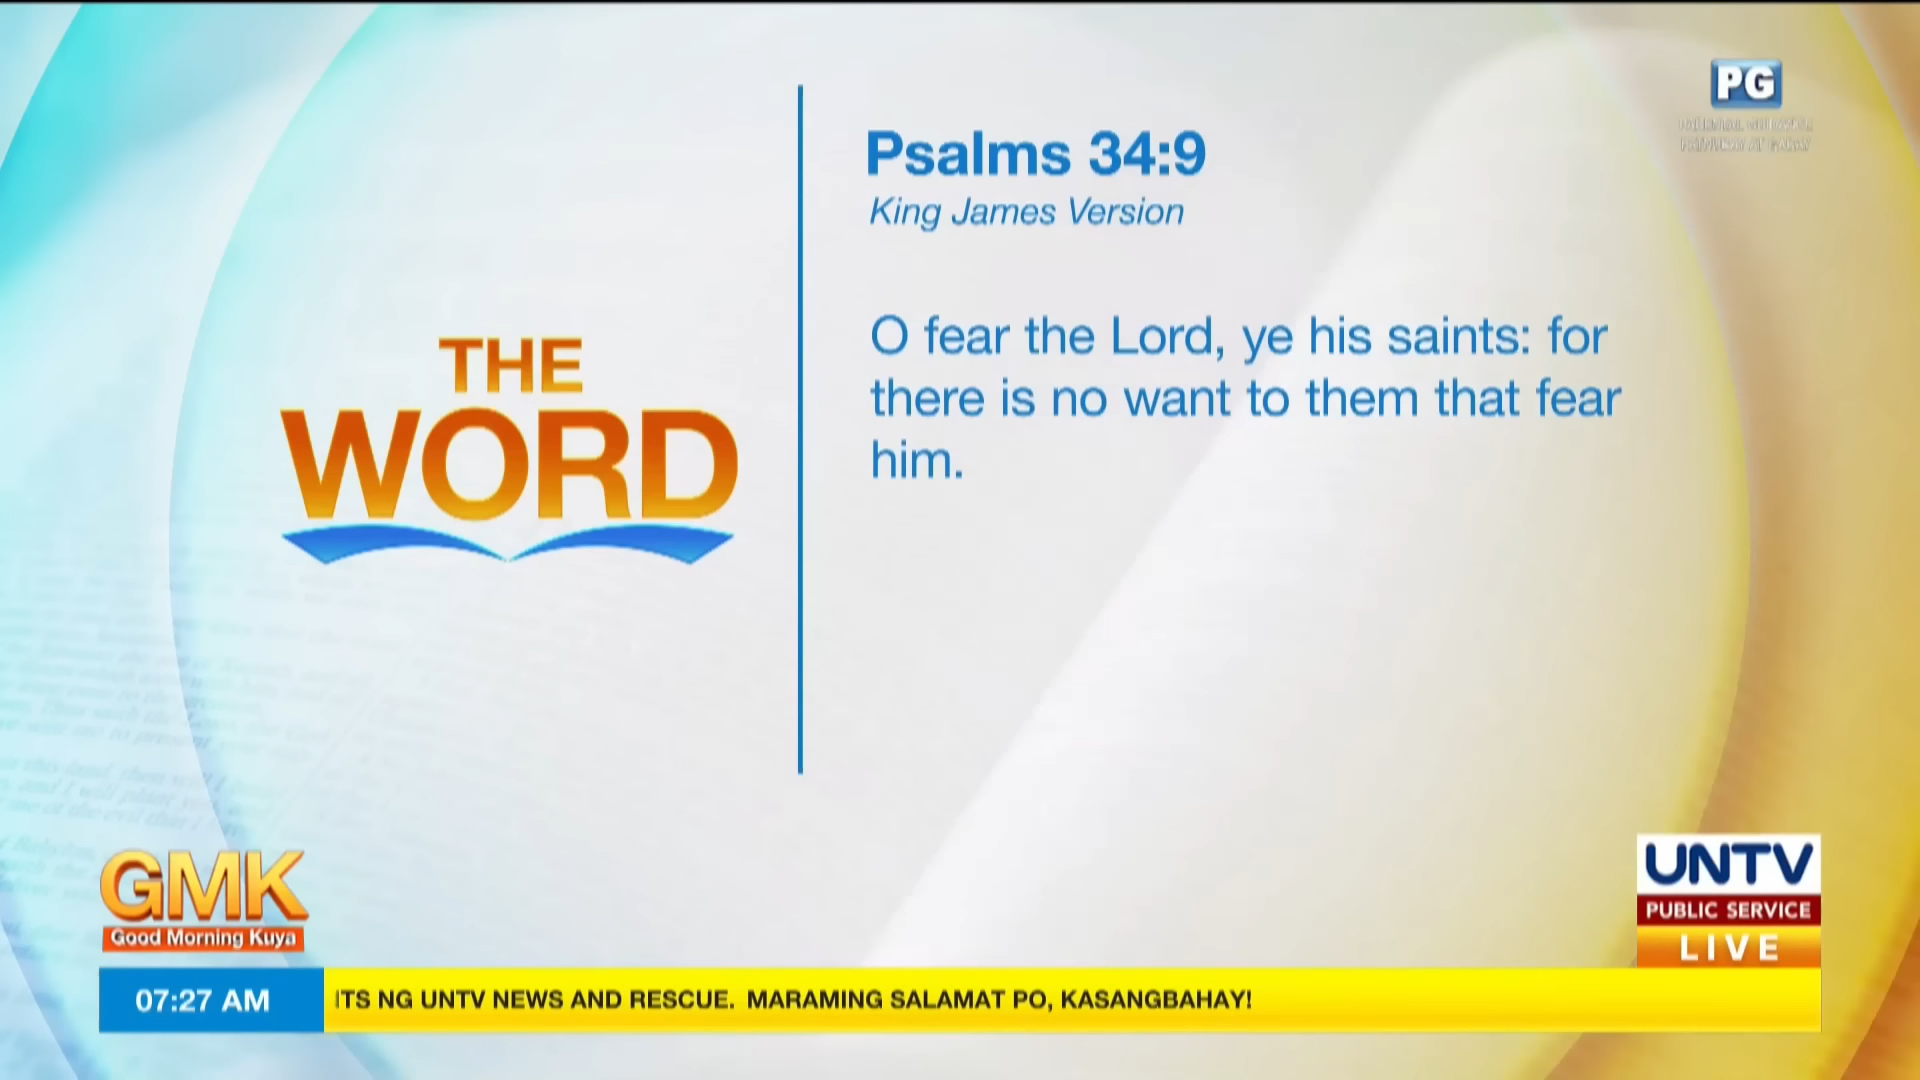 PG
Psalms 34:9
King James Version
O fear the Lord, ye his saints: for
there is no want to them that fear
him.
THE
WORD
GMK
Good Morning Kuya
UNTV
PUBLIC SERVICE
LIVE
07:27 AM
TS NG UNTV NEWS AND RESCUE. MARAMING SALAMAT PO, KASANGBAHAY!